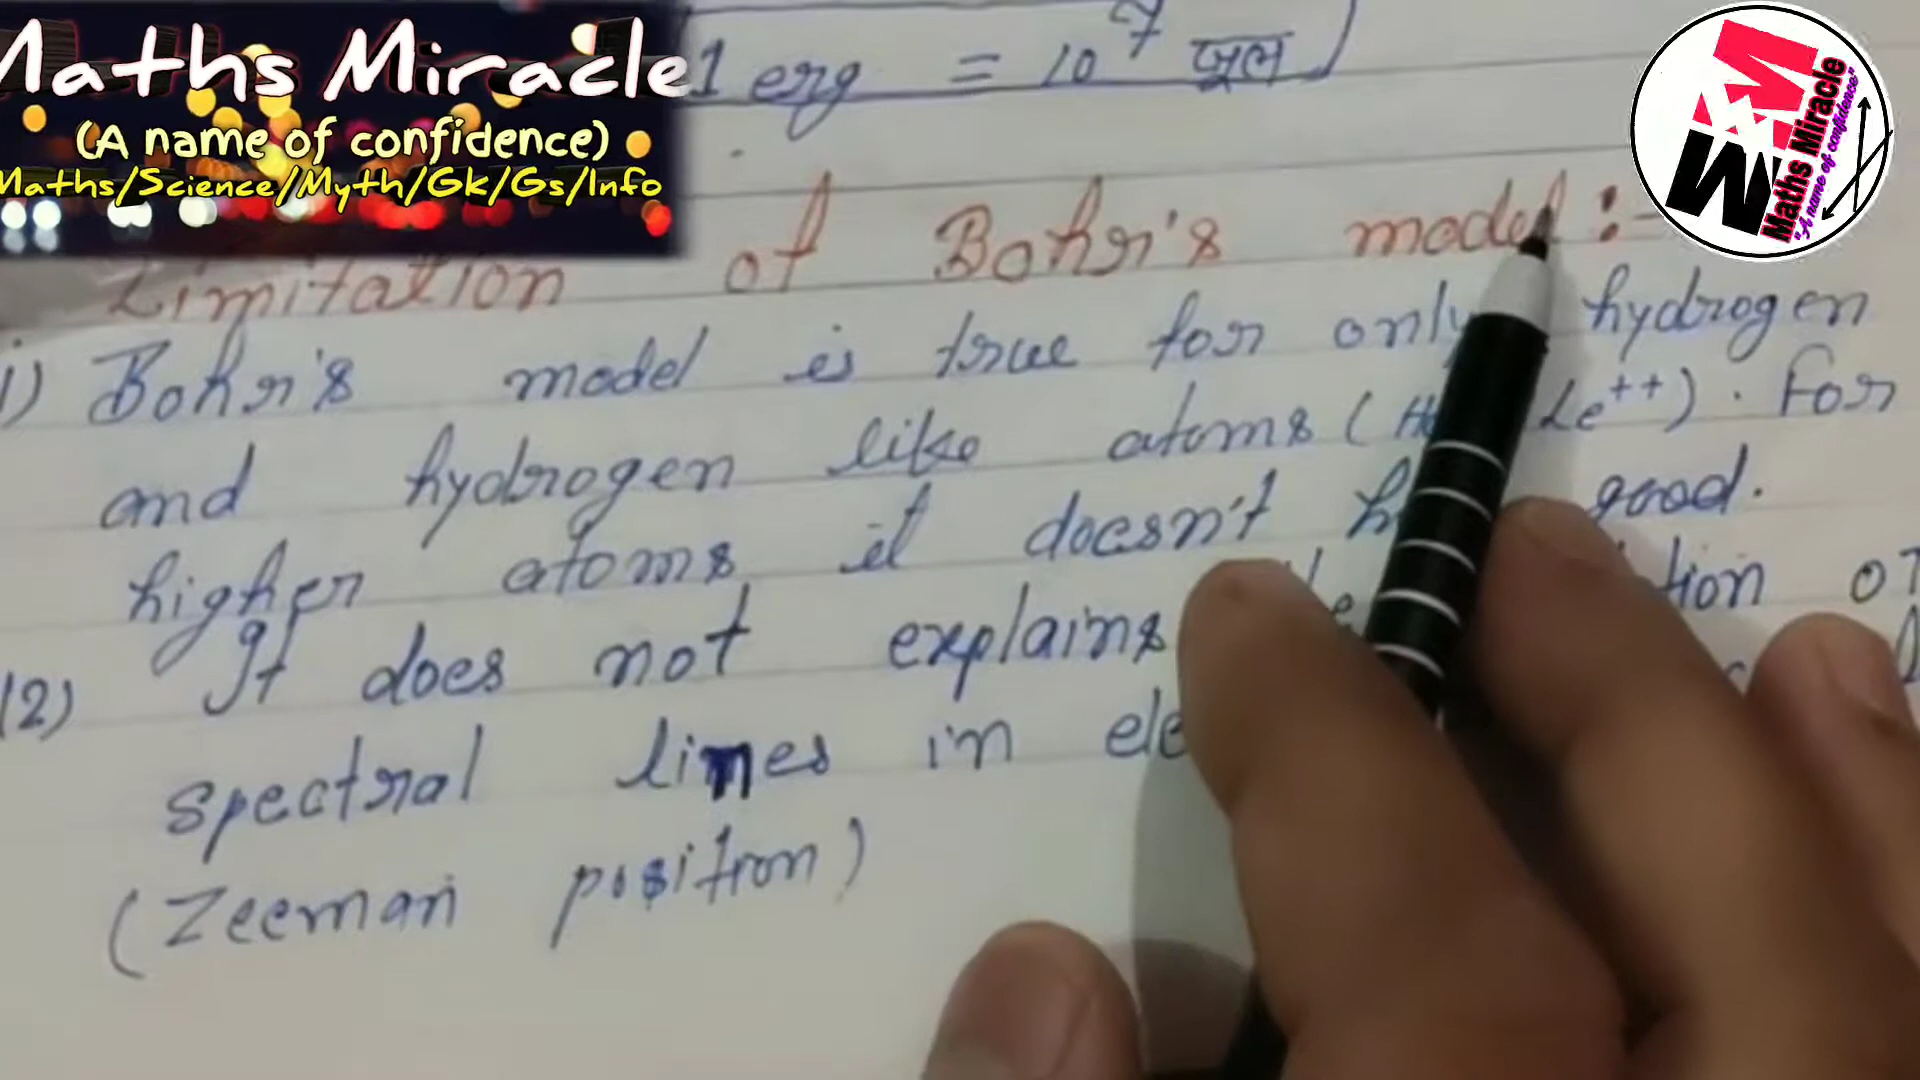 Maths Miracle
(A name of confidence)
Maths/Science/Myth/Gk/Gs/Info
1 erg = 10⁷ जूल
Limitation of Bohr's model :-
1) Bohr's model is true for only hydrogen
and hydrogen like atoms ( Le⁺⁺) . For
higher atoms it doesn't good.
(2) It does not explains
spectral lines in
(Zeeman position)
Maths Miracle
"A name of confidence"